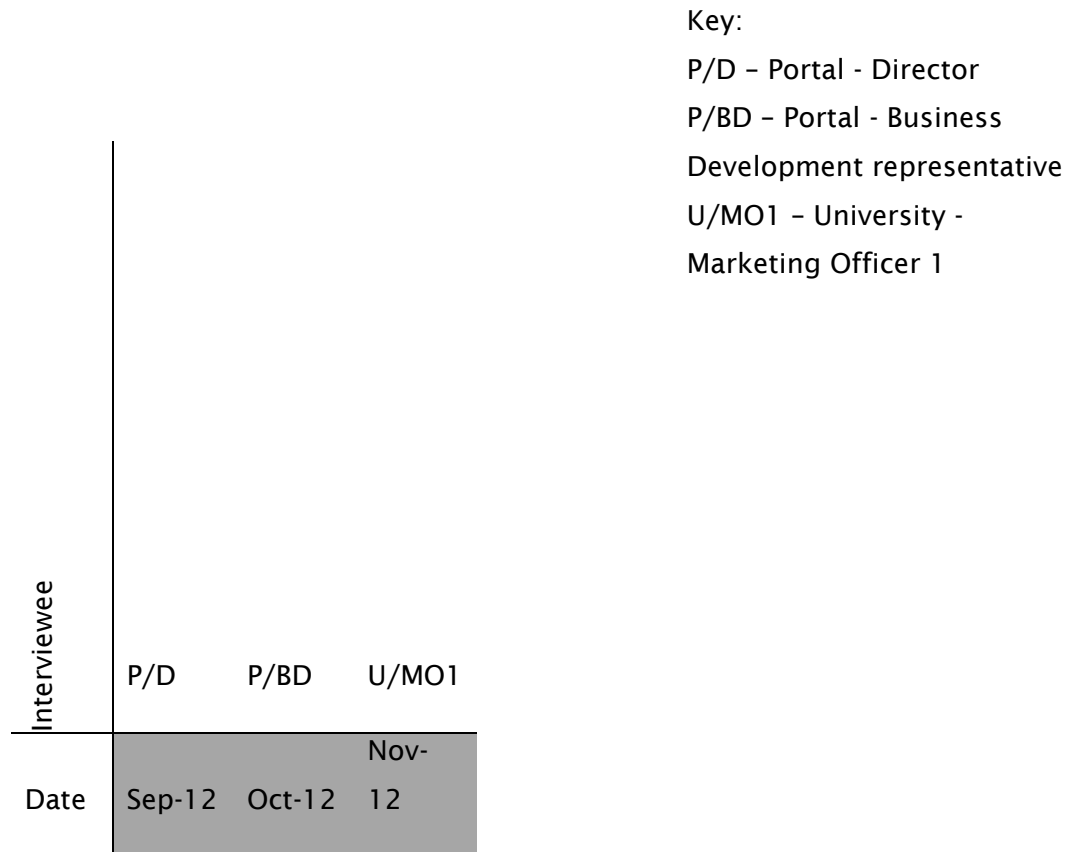 Key:
P/D – Portal - Director
P/BD – Portal - Business
Development representative
U/MO1 – University -
Marketing Officer 1
Interviewee
P/D P/BD U/MO1
Date Sep-12 Oct-12 Nov-
12